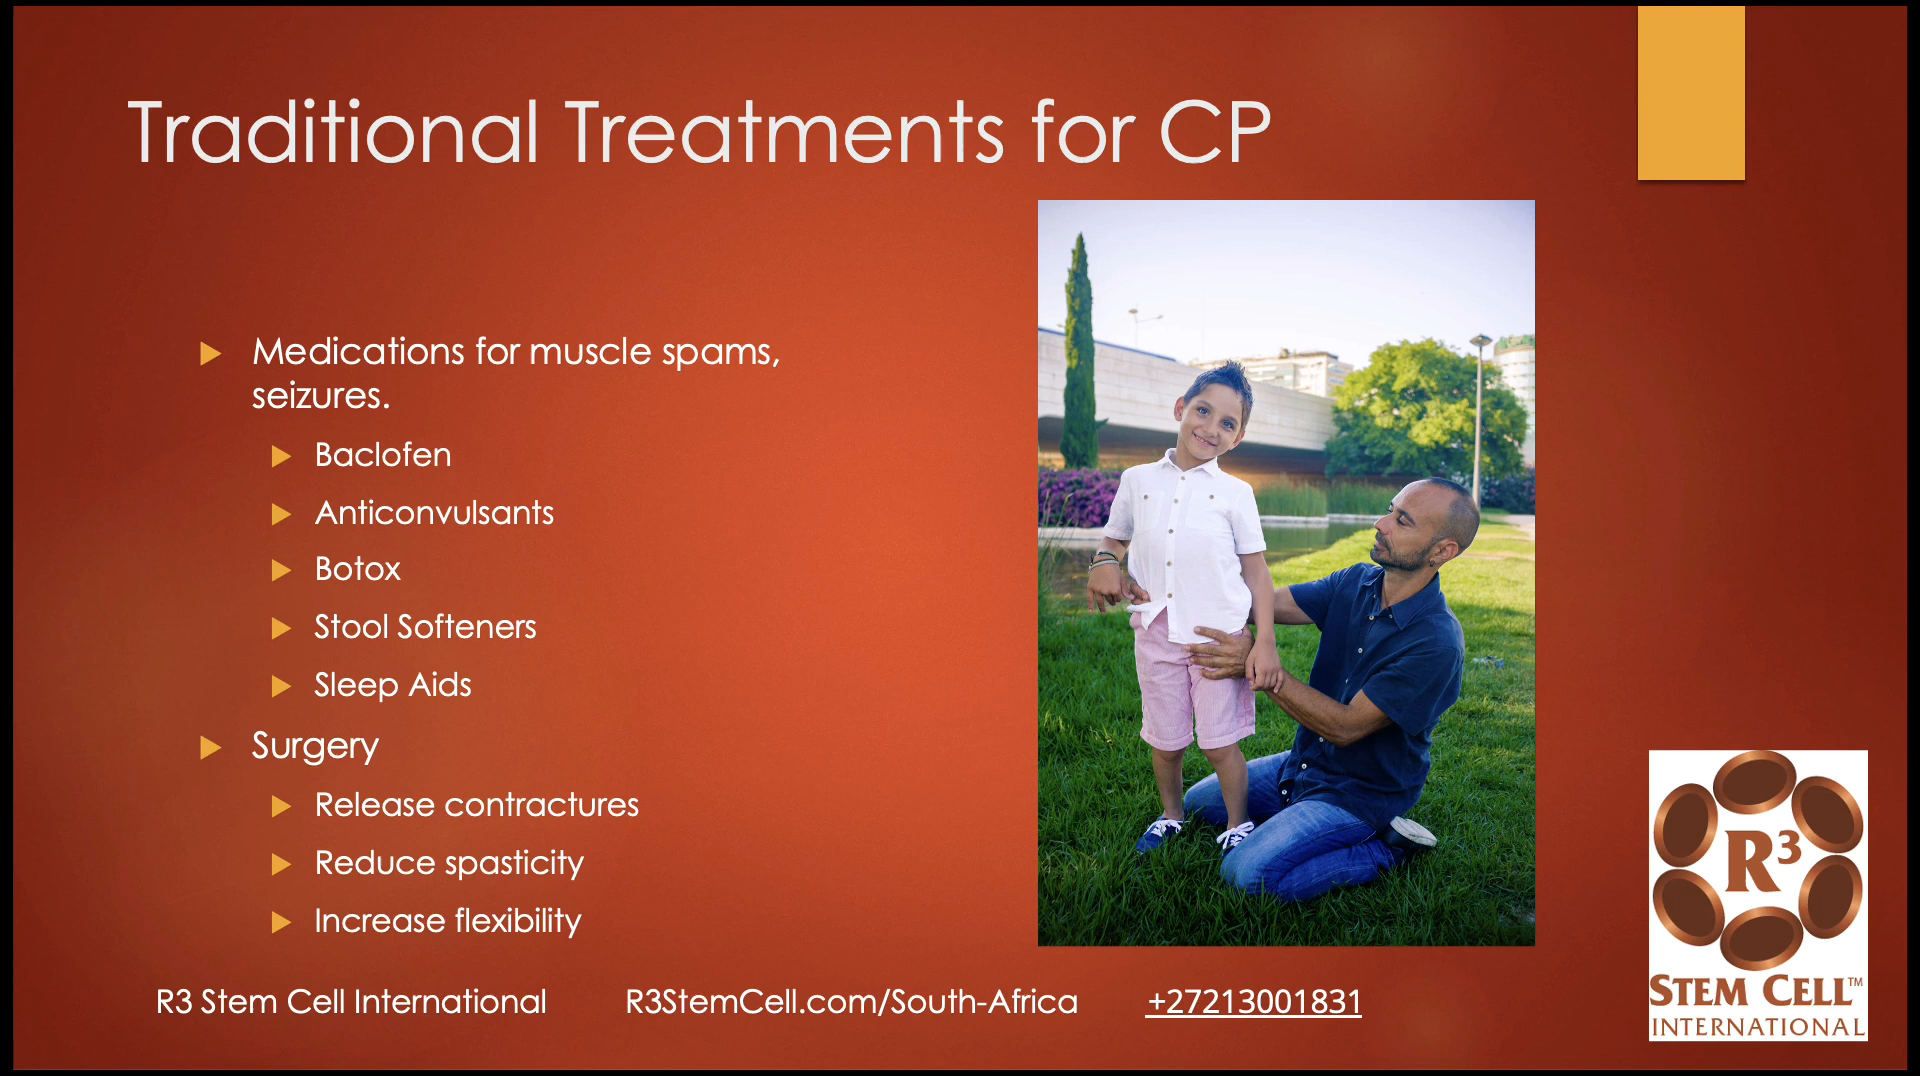 Traditional Treatments for CP
Medications for muscle spams,
seizures.
Baclofen
Anticonvulsants
Botox
Stool Softeners
Sleep Aids
Surgery
Release contractures
Reduce spasticity
Increase flexibility
R3 Stem Cell International R3StemCell.com/South-Africa +27213001831
R³
STEM CELL™
INTERNATIONAL